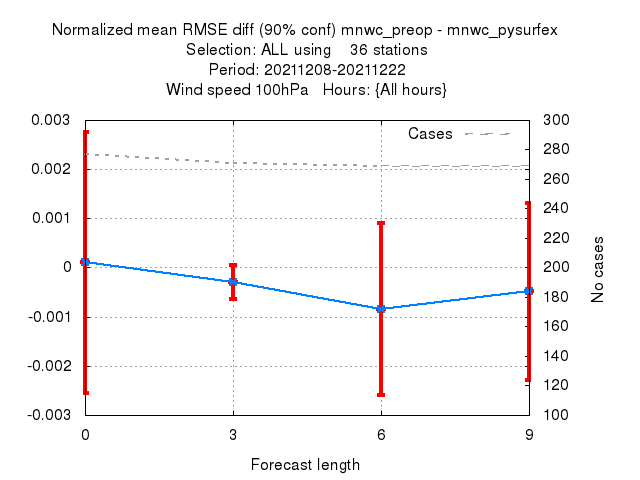 Normalized mean RMSE diff (90% conf) mnwc_preop - mnwc_pysurfex
Selection: ALL using 36 stations
Period: 20211208-20211222
Wind speed 100hPa Hours: {All hours}
Cases
0.003
0.002
0.001
0
-0.001
-0.002
-0.003
300
280
260
240
220
200
180
160
140
120
100
No cases
0 3 6 9
Forecast length